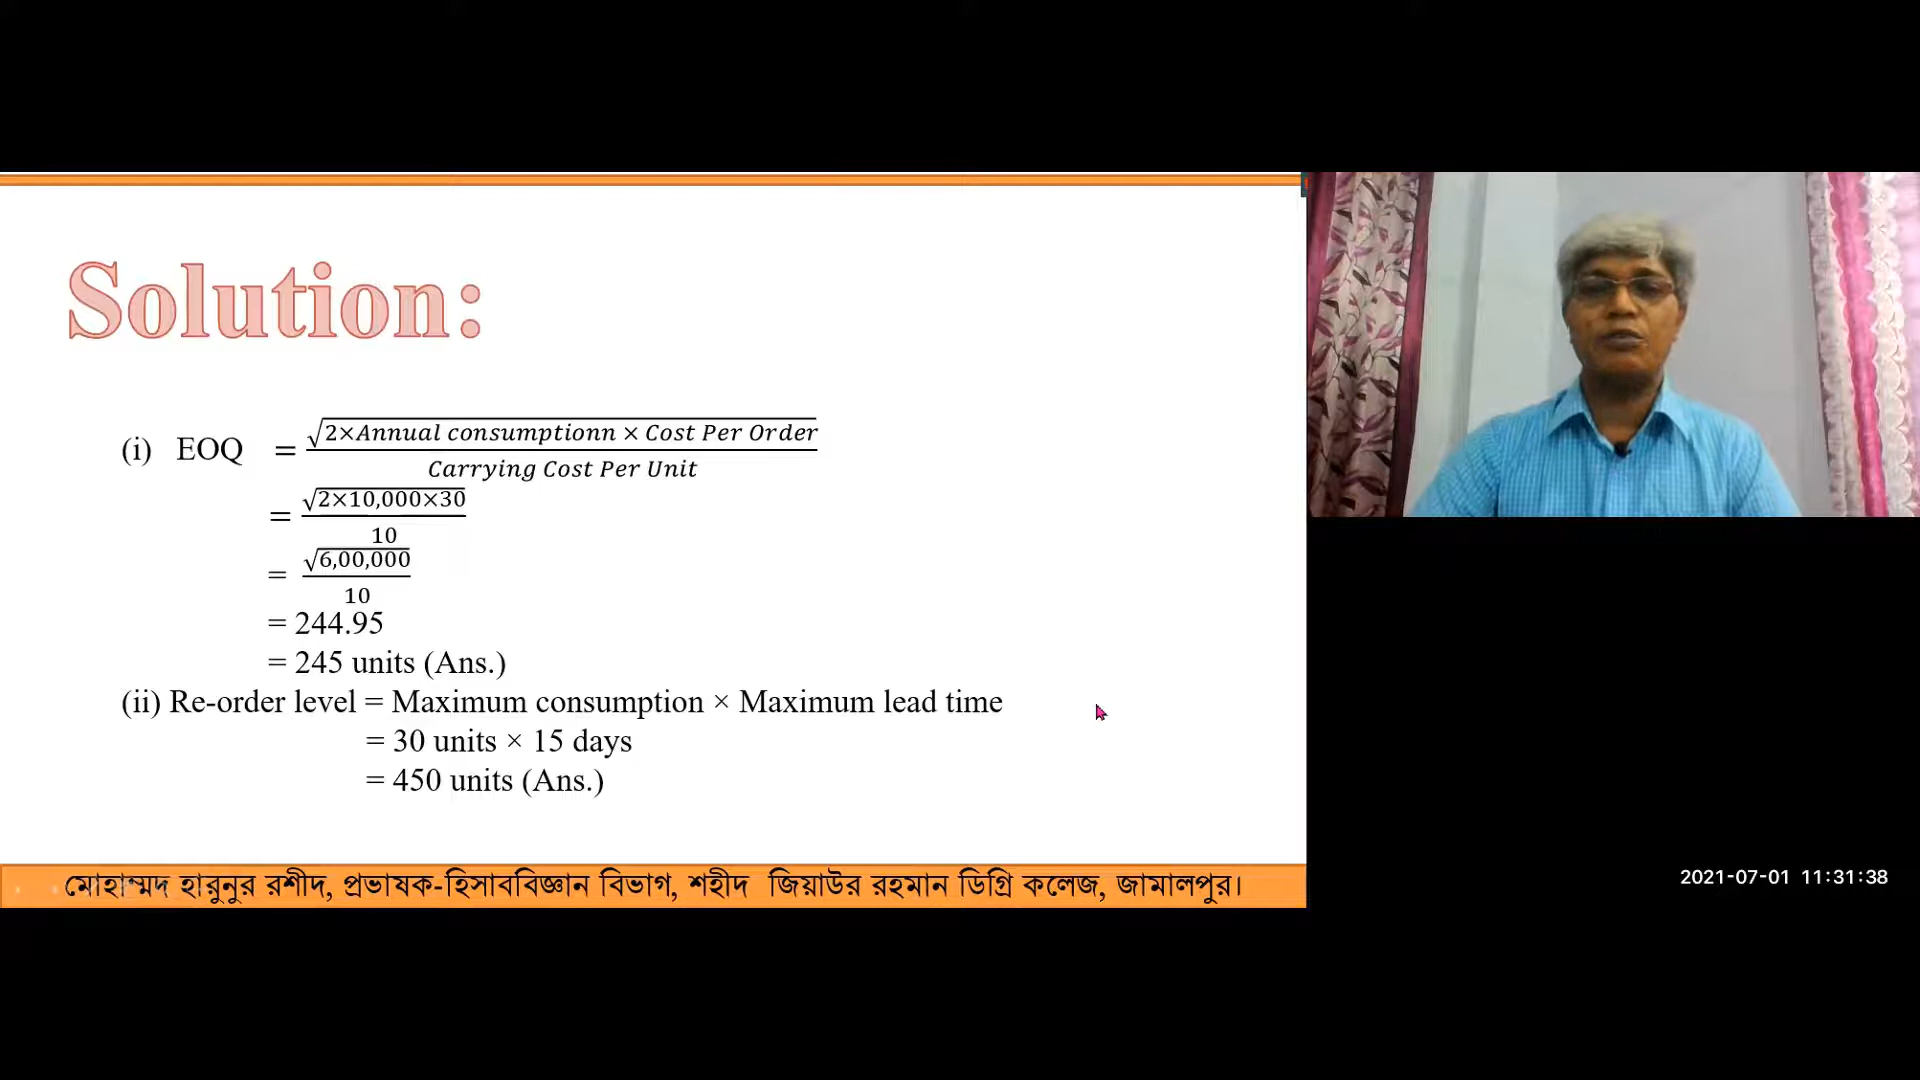 Solution:
(i) EOQ = √2×Annual consumptionn × Cost Per Order
Carrying Cost Per Unit
= √2×10,000×30
10
= √6,00,000
10
= 244.95
= 245 units (Ans.)
(ii) Re-order level = Maximum consumption × Maximum lead time
= 30 units × 15 days
= 450 units (Ans.)
মোহাম্মদ হারুনুর রশীদ, প্রভাষক-হিসাববিজ্ঞান বিভাগ, শহীদ জিয়াউর রহমান ডিগ্রি কলেজ, জামালপুর।
2021-07-01 11:31:38